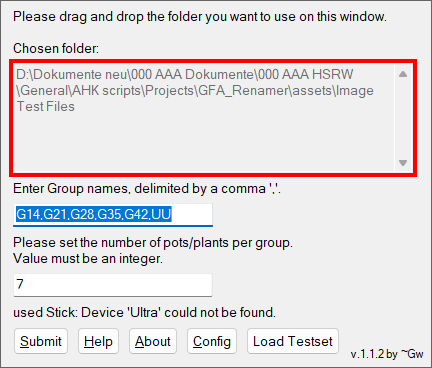 Please drag and drop the folder you want to use on this window.
Chosen folder:
D:\Dokumente neu\000 AAA Dokumente\000 AAA HSRW
\General\AHK scripts\Projects\GFA_Renamer\assets\Image
Test Files
Enter Group names, delimited by a comma ','.
G14,G21,G28,G35,G42,UU
Please set the number of pots/plants per group.
Value must be an integer.
7
used Stick: Device 'Ultra' could not be found.
Submit Help About Config Load Testset
v.1.1.2 by ~Gw